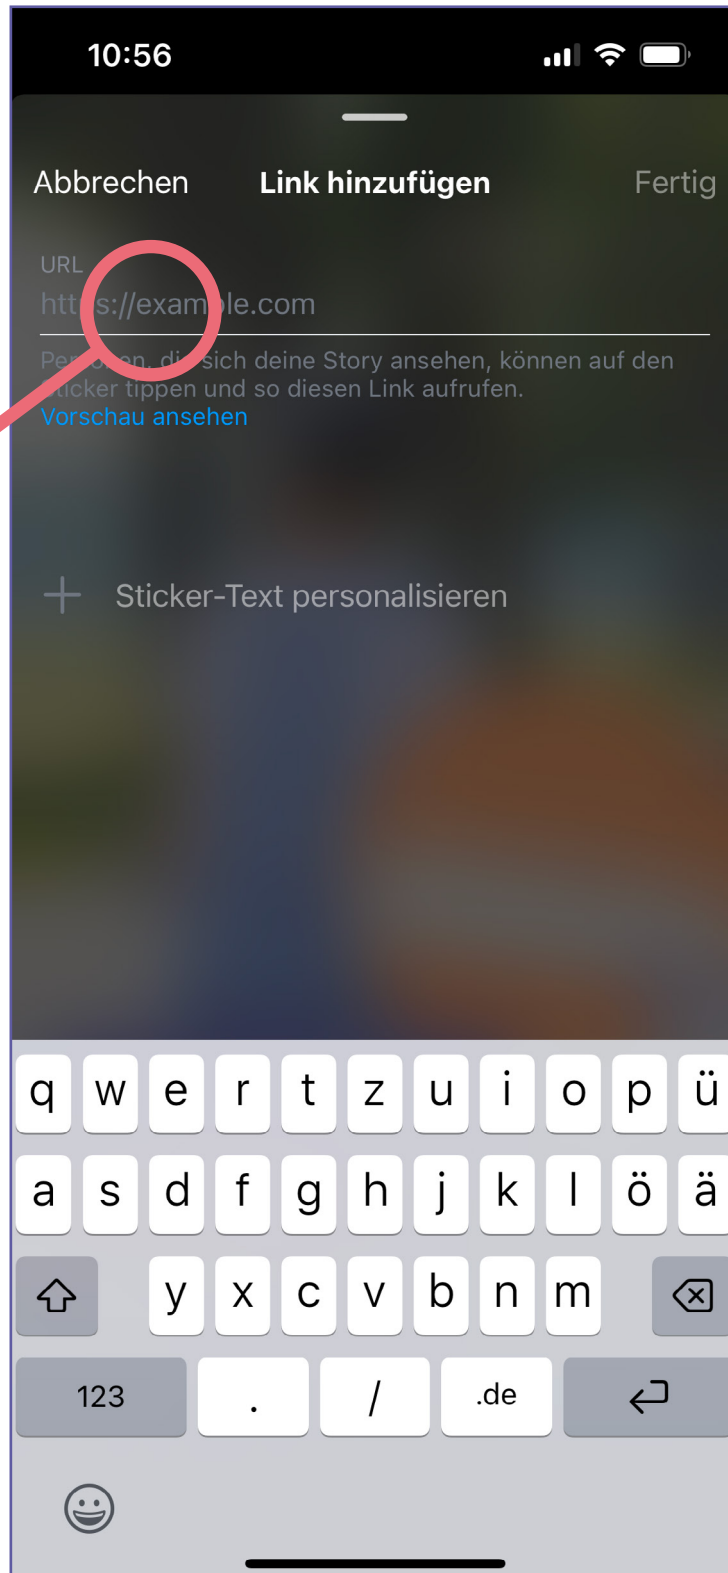 10:56
Abbrechen Link hinzufügen Fertig
URL
https://example.com
Personen, die sich deine Story ansehen, können auf den
Sticker tippen und so diesen Link aufrufen.
Vorschau ansehen
Sticker-Text personalisieren
q w e r t z u i o p ü
a s d f g h j k l ö ä
y x c v b n m
123 . / .de